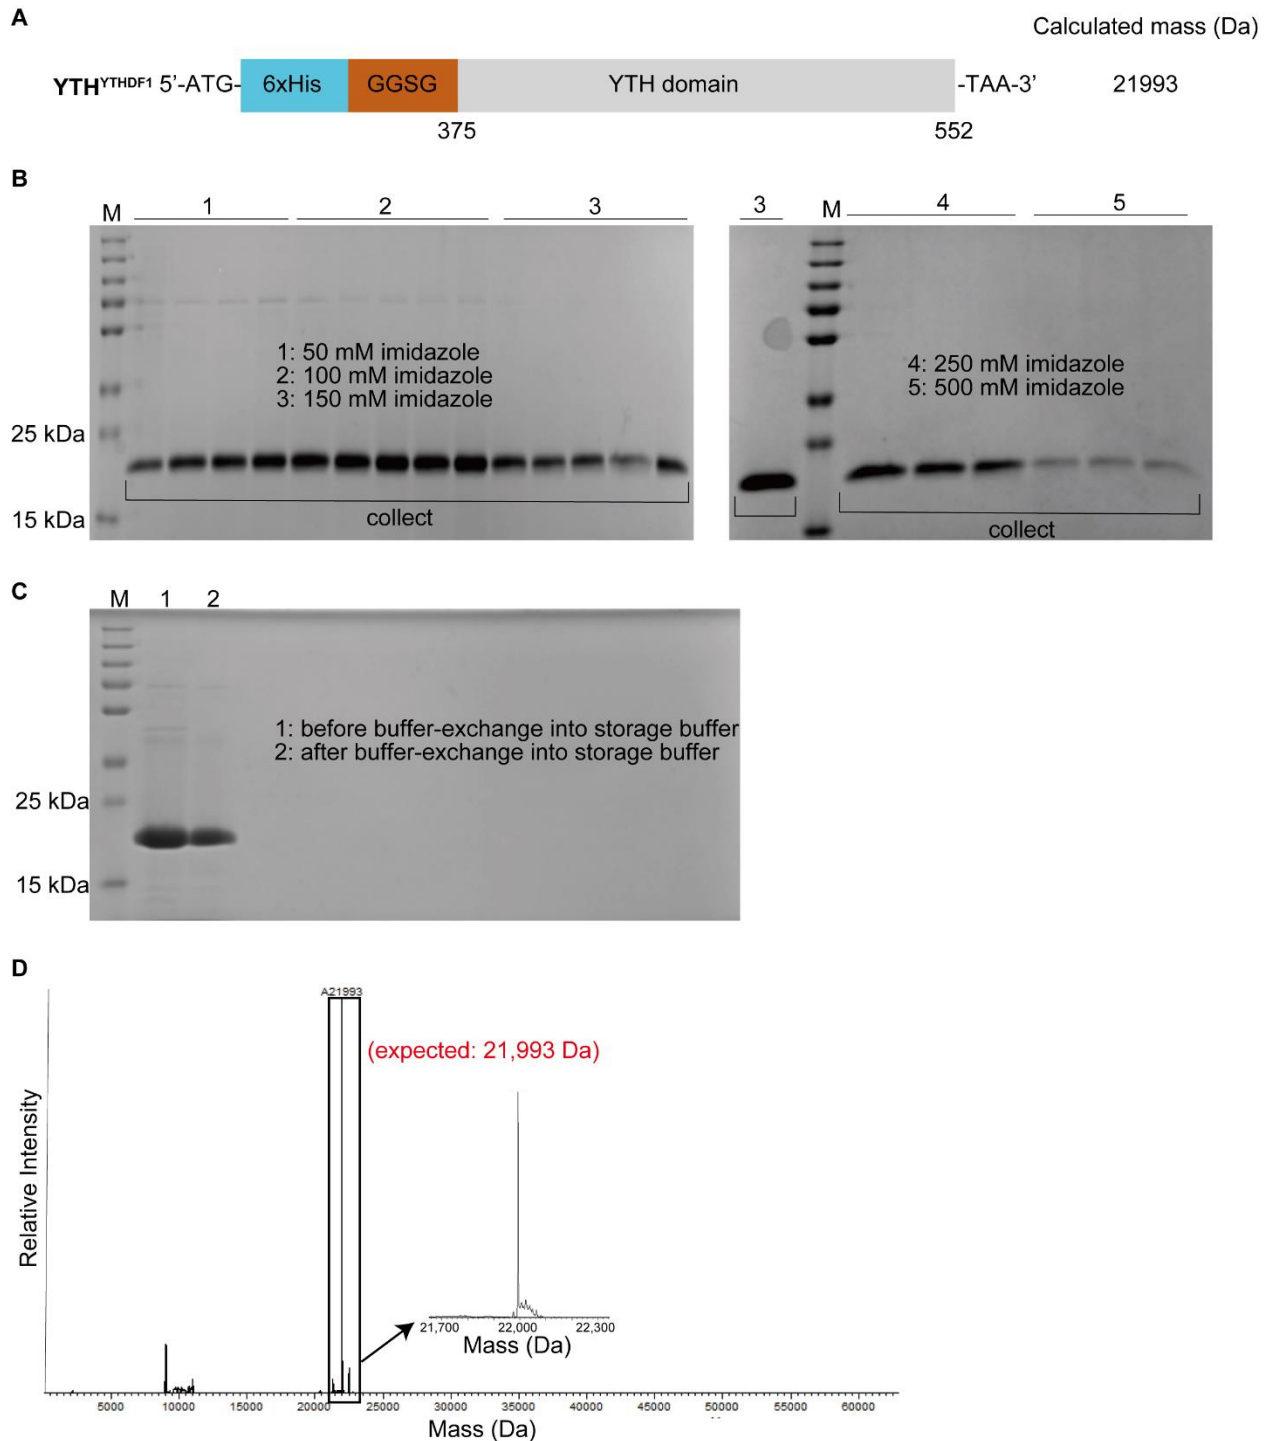 A
Calculated mass (Da)
YTH^YTHDF1 5’-ATG- 6xHis GGSG YTH domain -TAA-3’ 21993
375 552
B
M 1 2 3
3 M 4 5
1: 50 mM imidazole
2: 100 mM imidazole
3: 150 mM imidazole
4: 250 mM imidazole
5: 500 mM imidazole
25 kDa
15 kDa
collect
collect
C
M 1 2
1: before buffer-exchange into storage buffer
2: after buffer-exchange into storage buffer
25 kDa
15 kDa
D
A21993
(expected: 21,993 Da)
Relative Intensity
21,700 22,000 22,300
Mass (Da)
5000 10000 15000 20000 25000 30000 35000 40000 45000 50000 55000 60000
Mass (Da)